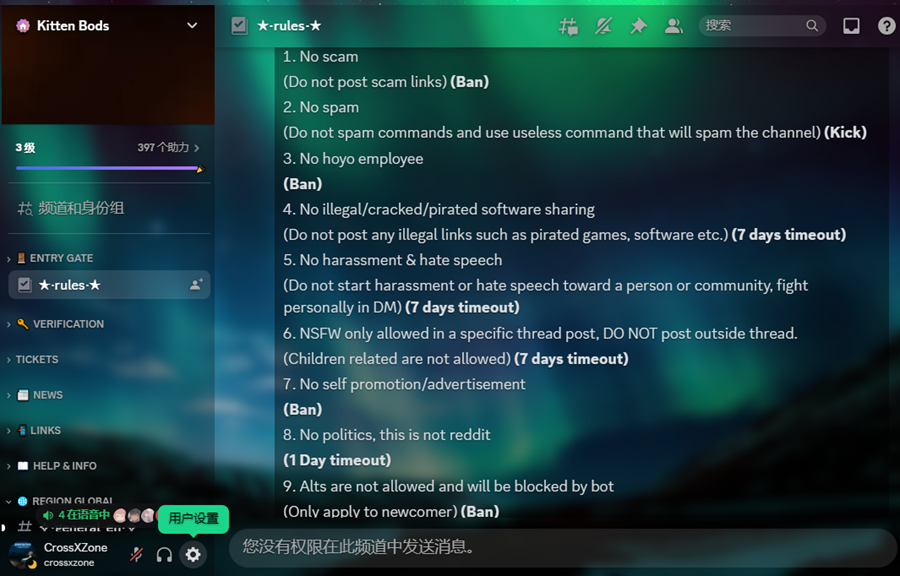 Kitten Bods
★-rules-★
搜索
3 级
397 个助力
频道和身份组
ENTRY GATE
★-rules-★
VERIFICATION
TICKETS
NEWS
LINKS
HELP & INFO
REGION GLOBAL
4 在语音中
用户设置
CrossXZone
crossxzone
1. No scam
(Do not post scam links) (Ban)
2. No spam
(Do not spam commands and use useless command that will spam the channel) (Kick)
3. No hoyo employee
(Ban)
4. No illegal/cracked/pirated software sharing
(Do not post any illegal links such as pirated games, software etc.) (7 days timeout)
5. No harassment & hate speech
(Do not start harassment or hate speech toward a person or community, fight
personally in DM) (7 days timeout)
6. NSFW only allowed in a specific thread post, DO NOT post outside thread.
(Children related are not allowed) (7 days timeout)
7. No self promotion/advertisement
(Ban)
8. No politics, this is not reddit
(1 Day timeout)
9. Alts are not allowed and will be blocked by bot
(Only apply to newcomer) (Ban)
您没有权限在此频道中发送消息。